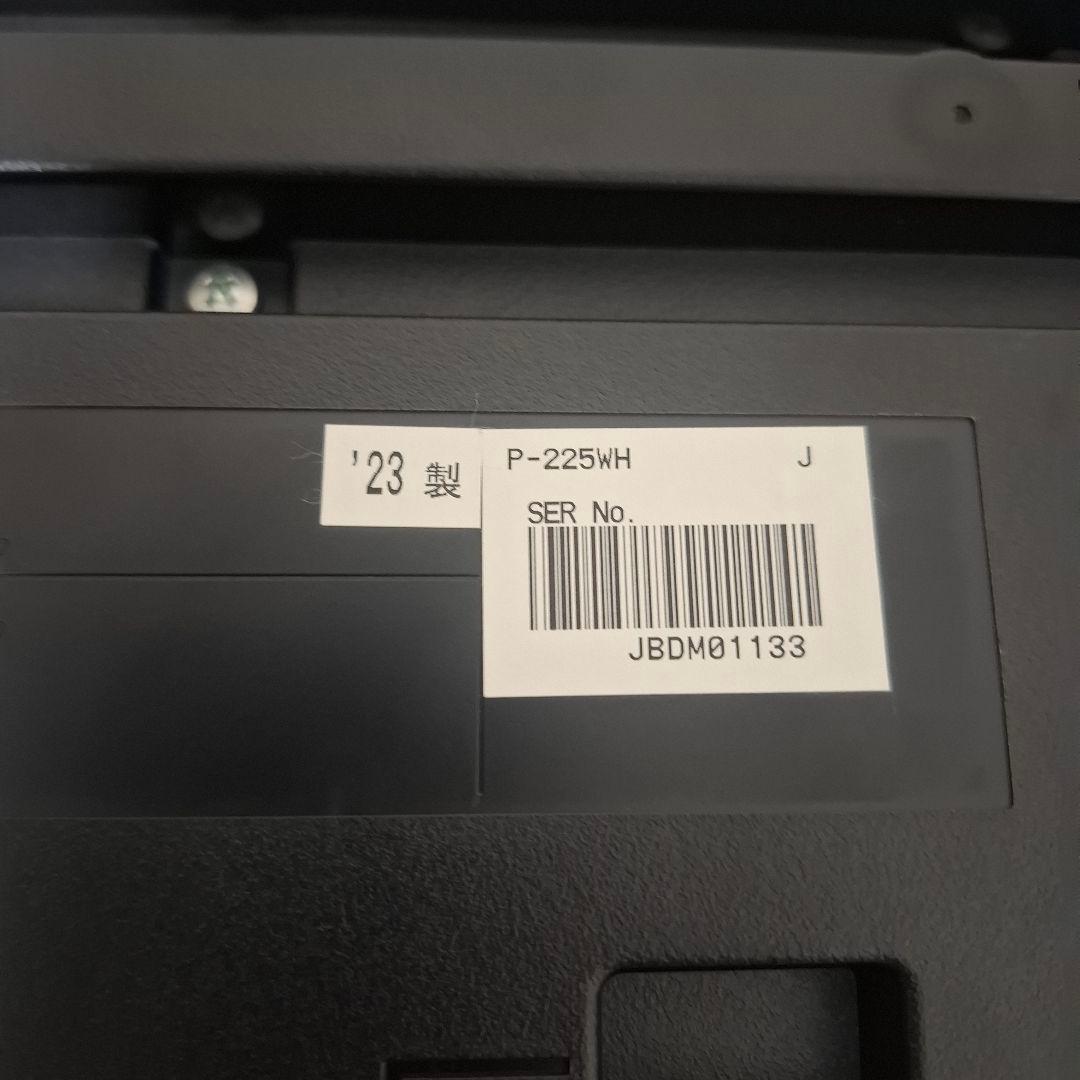 '23 製
P-225WH J
SER No.
JBDM01133